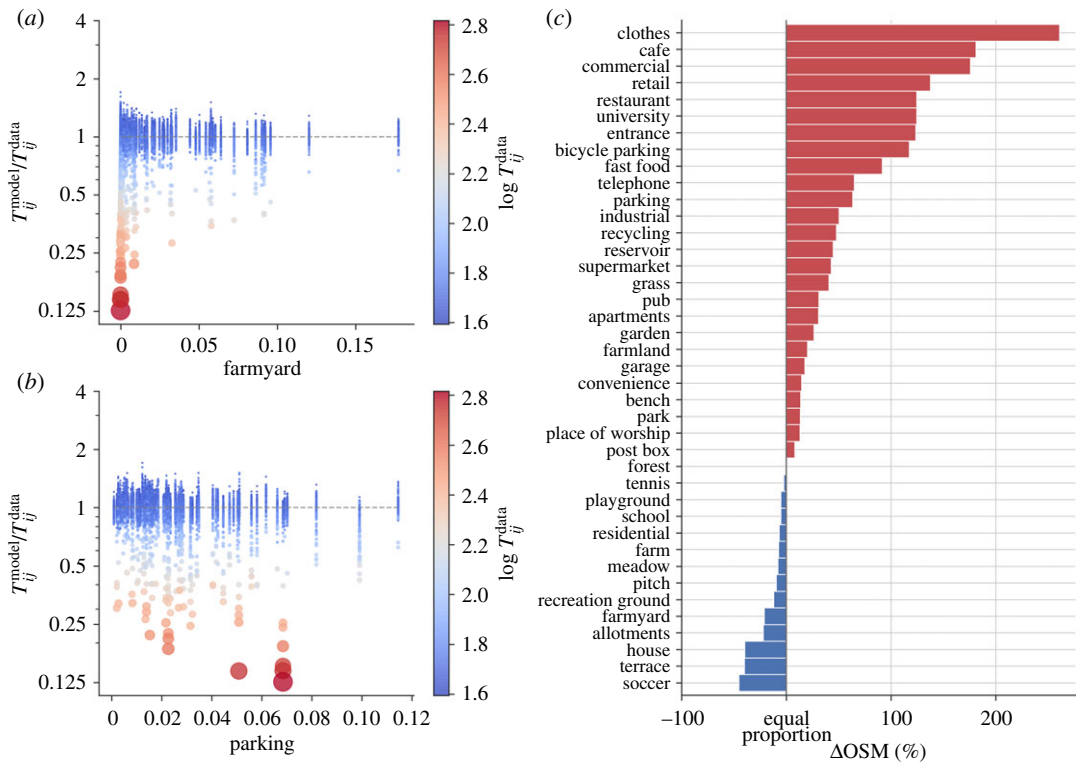 (a)
4
2
1
0.5
0.25
0.125
T_ij^model/T_ij^data
0
0.05
0.10
0.15
farmyard
2.8
2.6
2.4
2.2
2.0
1.8
1.6
log T_ij^data
(b)
4
2
1
0.5
0.25
0.125
T_ij^model/T_ij^data
0
0.02
0.04
0.06
0.08
0.10
0.12
parking
2.8
2.6
2.4
2.2
2.0
1.8
1.6
log T_ij^data
(c)
clothes
cafe
commercial
retail
restaurant
university
entrance
bicycle parking
fast food
telephone
parking
industrial
recycling
reservoir
supermarket
grass
pub
apartments
garden
farmland
garage
convenience
bench
park
place of worship
post box
forest
tennis
playground
school
residential
farm
meadow
pitch
recreation ground
farmyard
allotments
house
terrace
soccer
−100
equal
proportion
100
200
ΔOSM (%)